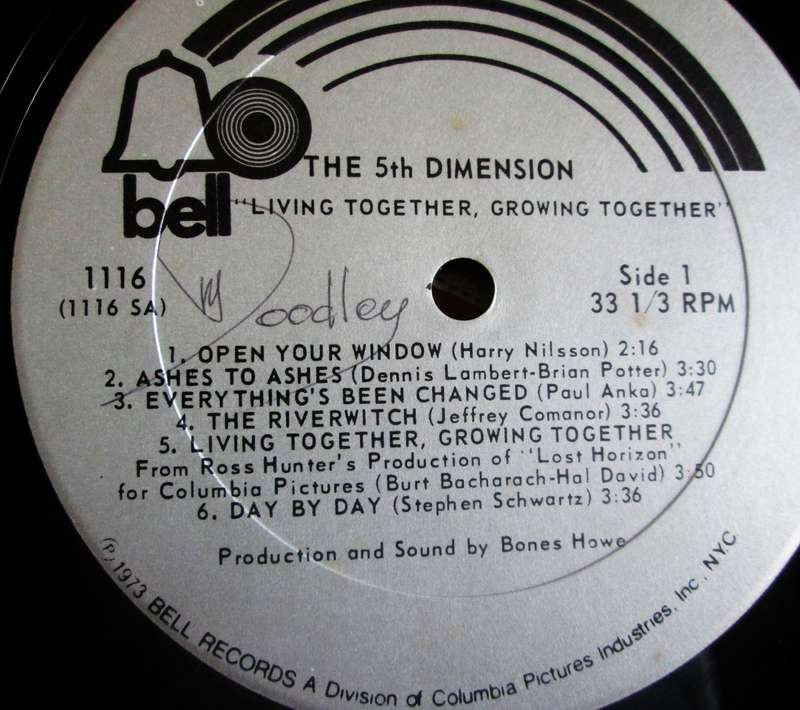 THE 5th DIMENSION
bell
"LIVING TOGETHER, GROWING TOGETHER"
1116
(1116 SA)
Side 1
33 1/3 RPM
1. OPEN YOUR WINDOW (Harry Nilsson) 2:16
2. ASHES TO ASHES (Dennis Lambert-Brian Potter) 3:30
3. EVERYTHING'S BEEN CHANGED (Paul Anka) 3:47
4. THE RIVERWITCH (Jeffrey Comanor) 3:36
5. LIVING TOGETHER, GROWING TOGETHER
From Ross Hunter's Production of "Lost Horizon"
for Columbia Pictures (Burt Bacharach-Hal David) 3:50
6. DAY BY DAY (Stephen Schwartz) 3:36
Production and Sound by Bones Howe
Ⓟ 1973 BELL RECORDS A Division of Columbia Pictures Industries, Inc., NYC